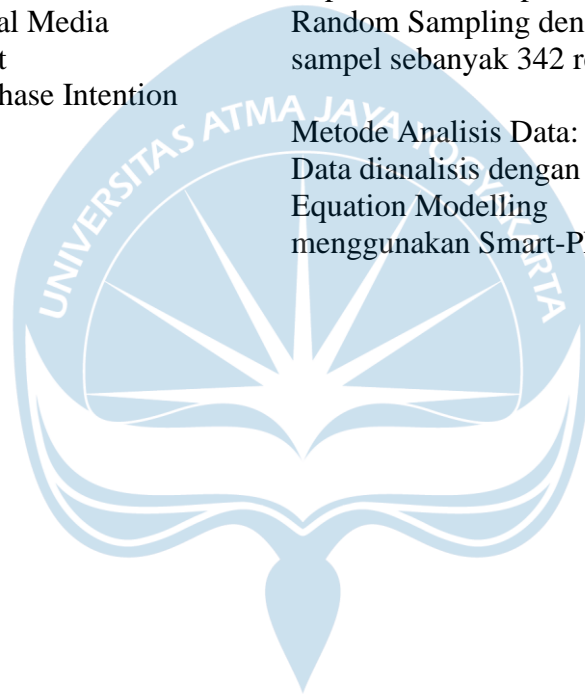 al Media
t
hase Intention
Random Sampling den
sampel sebanyak 342 r
Metode Analisis Data:
Data dianalisis dengan
Equation Modelling
menggunakan Smart-P
UNIVERSITAS ATMA JAYA YOGYAKARTA